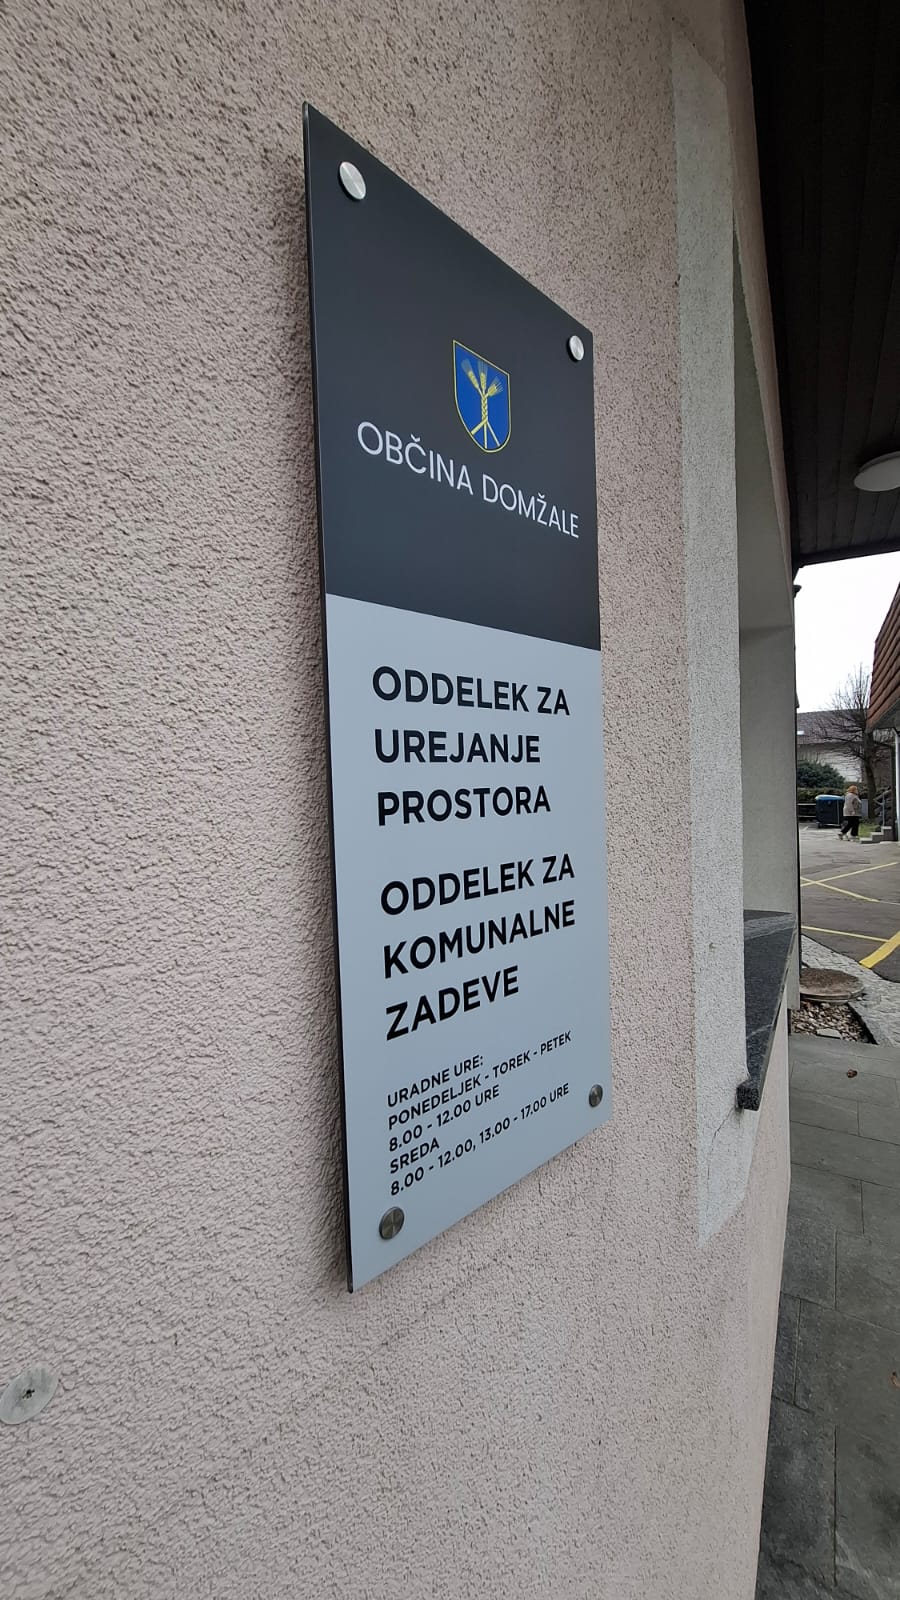 OBČINA DOMŽALE
ODDELEK ZA
UREJANJE
PROSTORA
ODDELEK ZA
KOMUNALNE
ZADEVE
URADNE URE:
PONEDELJEK - TOREK - PETEK
8.00 - 12.00 URE
SREDA
8.00 - 12.00, 13.00 - 17.00 URE